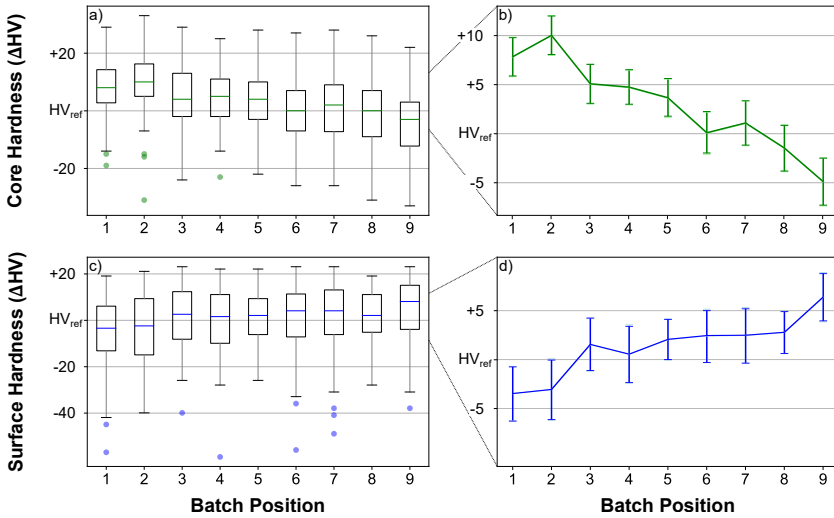 a)
b)
Core Hardness (ΔHV)
+20
HVref
-20
1 2 3 4 5 6 7 8 9
+10
+5
HVref
-5
1 2 3 4 5 6 7 8 9
c)
d)
Surface Hardness (ΔHV)
+20
HVref
-20
-40
1 2 3 4 5 6 7 8 9
Batch Position
+5
HVref
-5
1 2 3 4 5 6 7 8 9
Batch Position